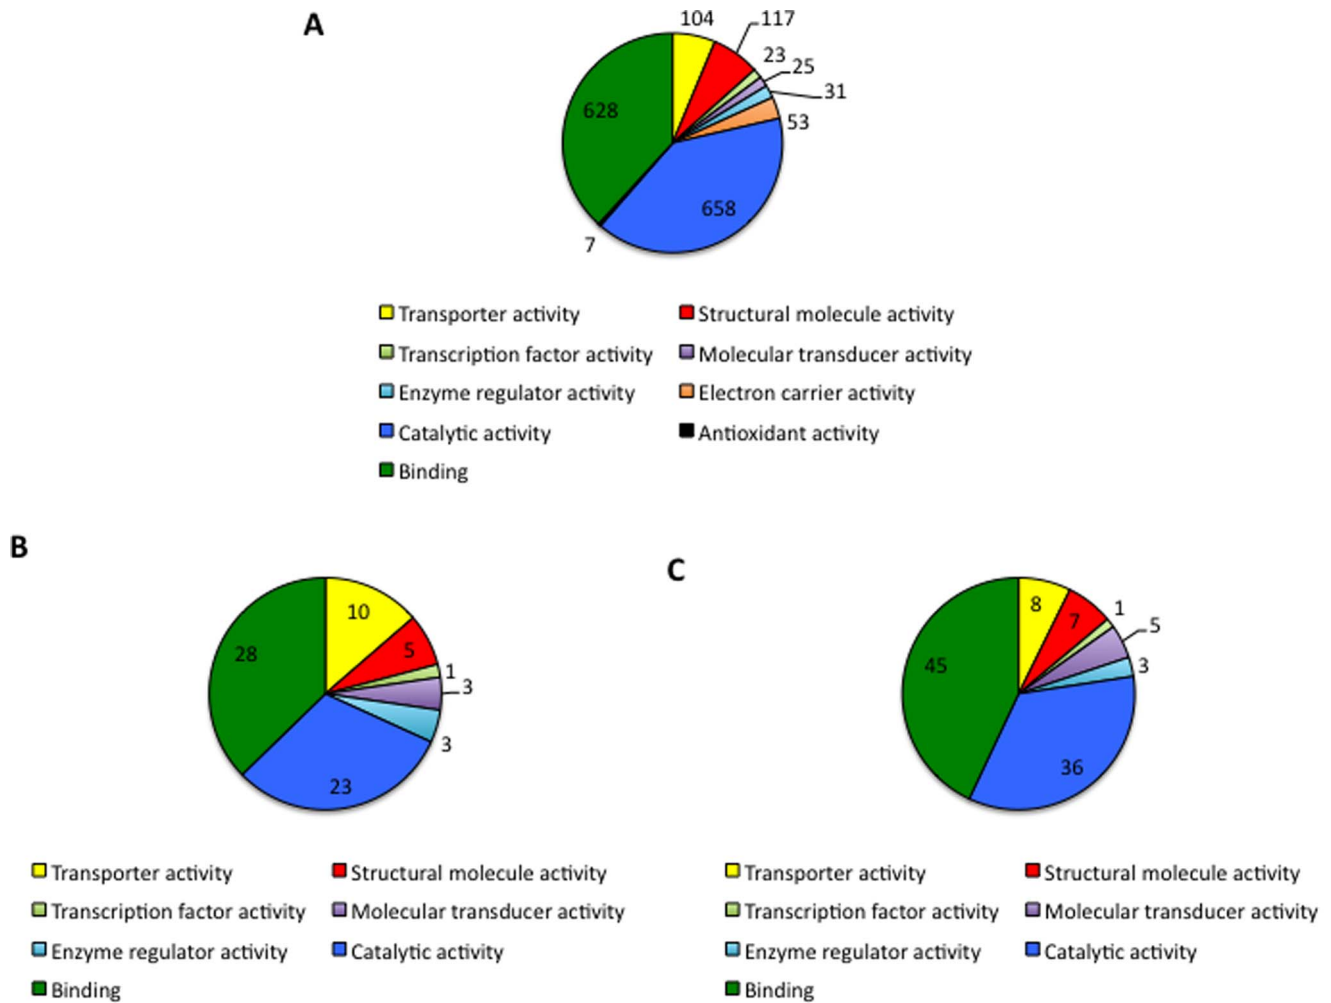 A
104
117
23
25
31
53
628
658
7
Transporter activity
Structural molecule activity
Transcription factor activity
Molecular transducer activity
Enzyme regulator activity
Electron carrier activity
Catalytic activity
Antioxidant activity
Binding
B
10
5
1
3
3
28
23
Transporter activity
Structural molecule activity
Transcription factor activity
Molecular transducer activity
Enzyme regulator activity
Catalytic activity
Binding
C
8
7
1
5
3
45
36
Transporter activity
Structural molecule activity
Transcription factor activity
Molecular transducer activity
Enzyme regulator activity
Catalytic activity
Binding